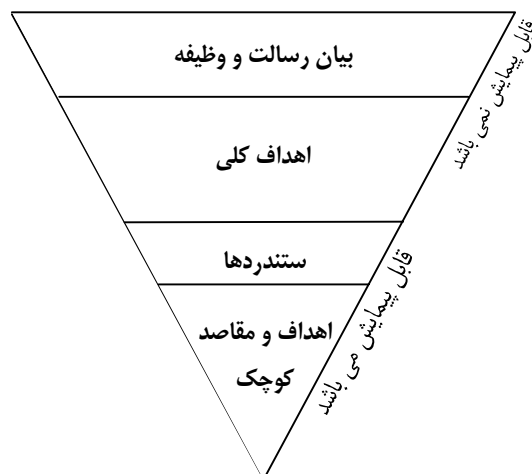 بیان رسالت و وظیفه
قابل پیمایش نمی باشد
اهداف کلی
ستندردها
قابل پیمایش می باشد
اهداف و مقاصد
کوچک